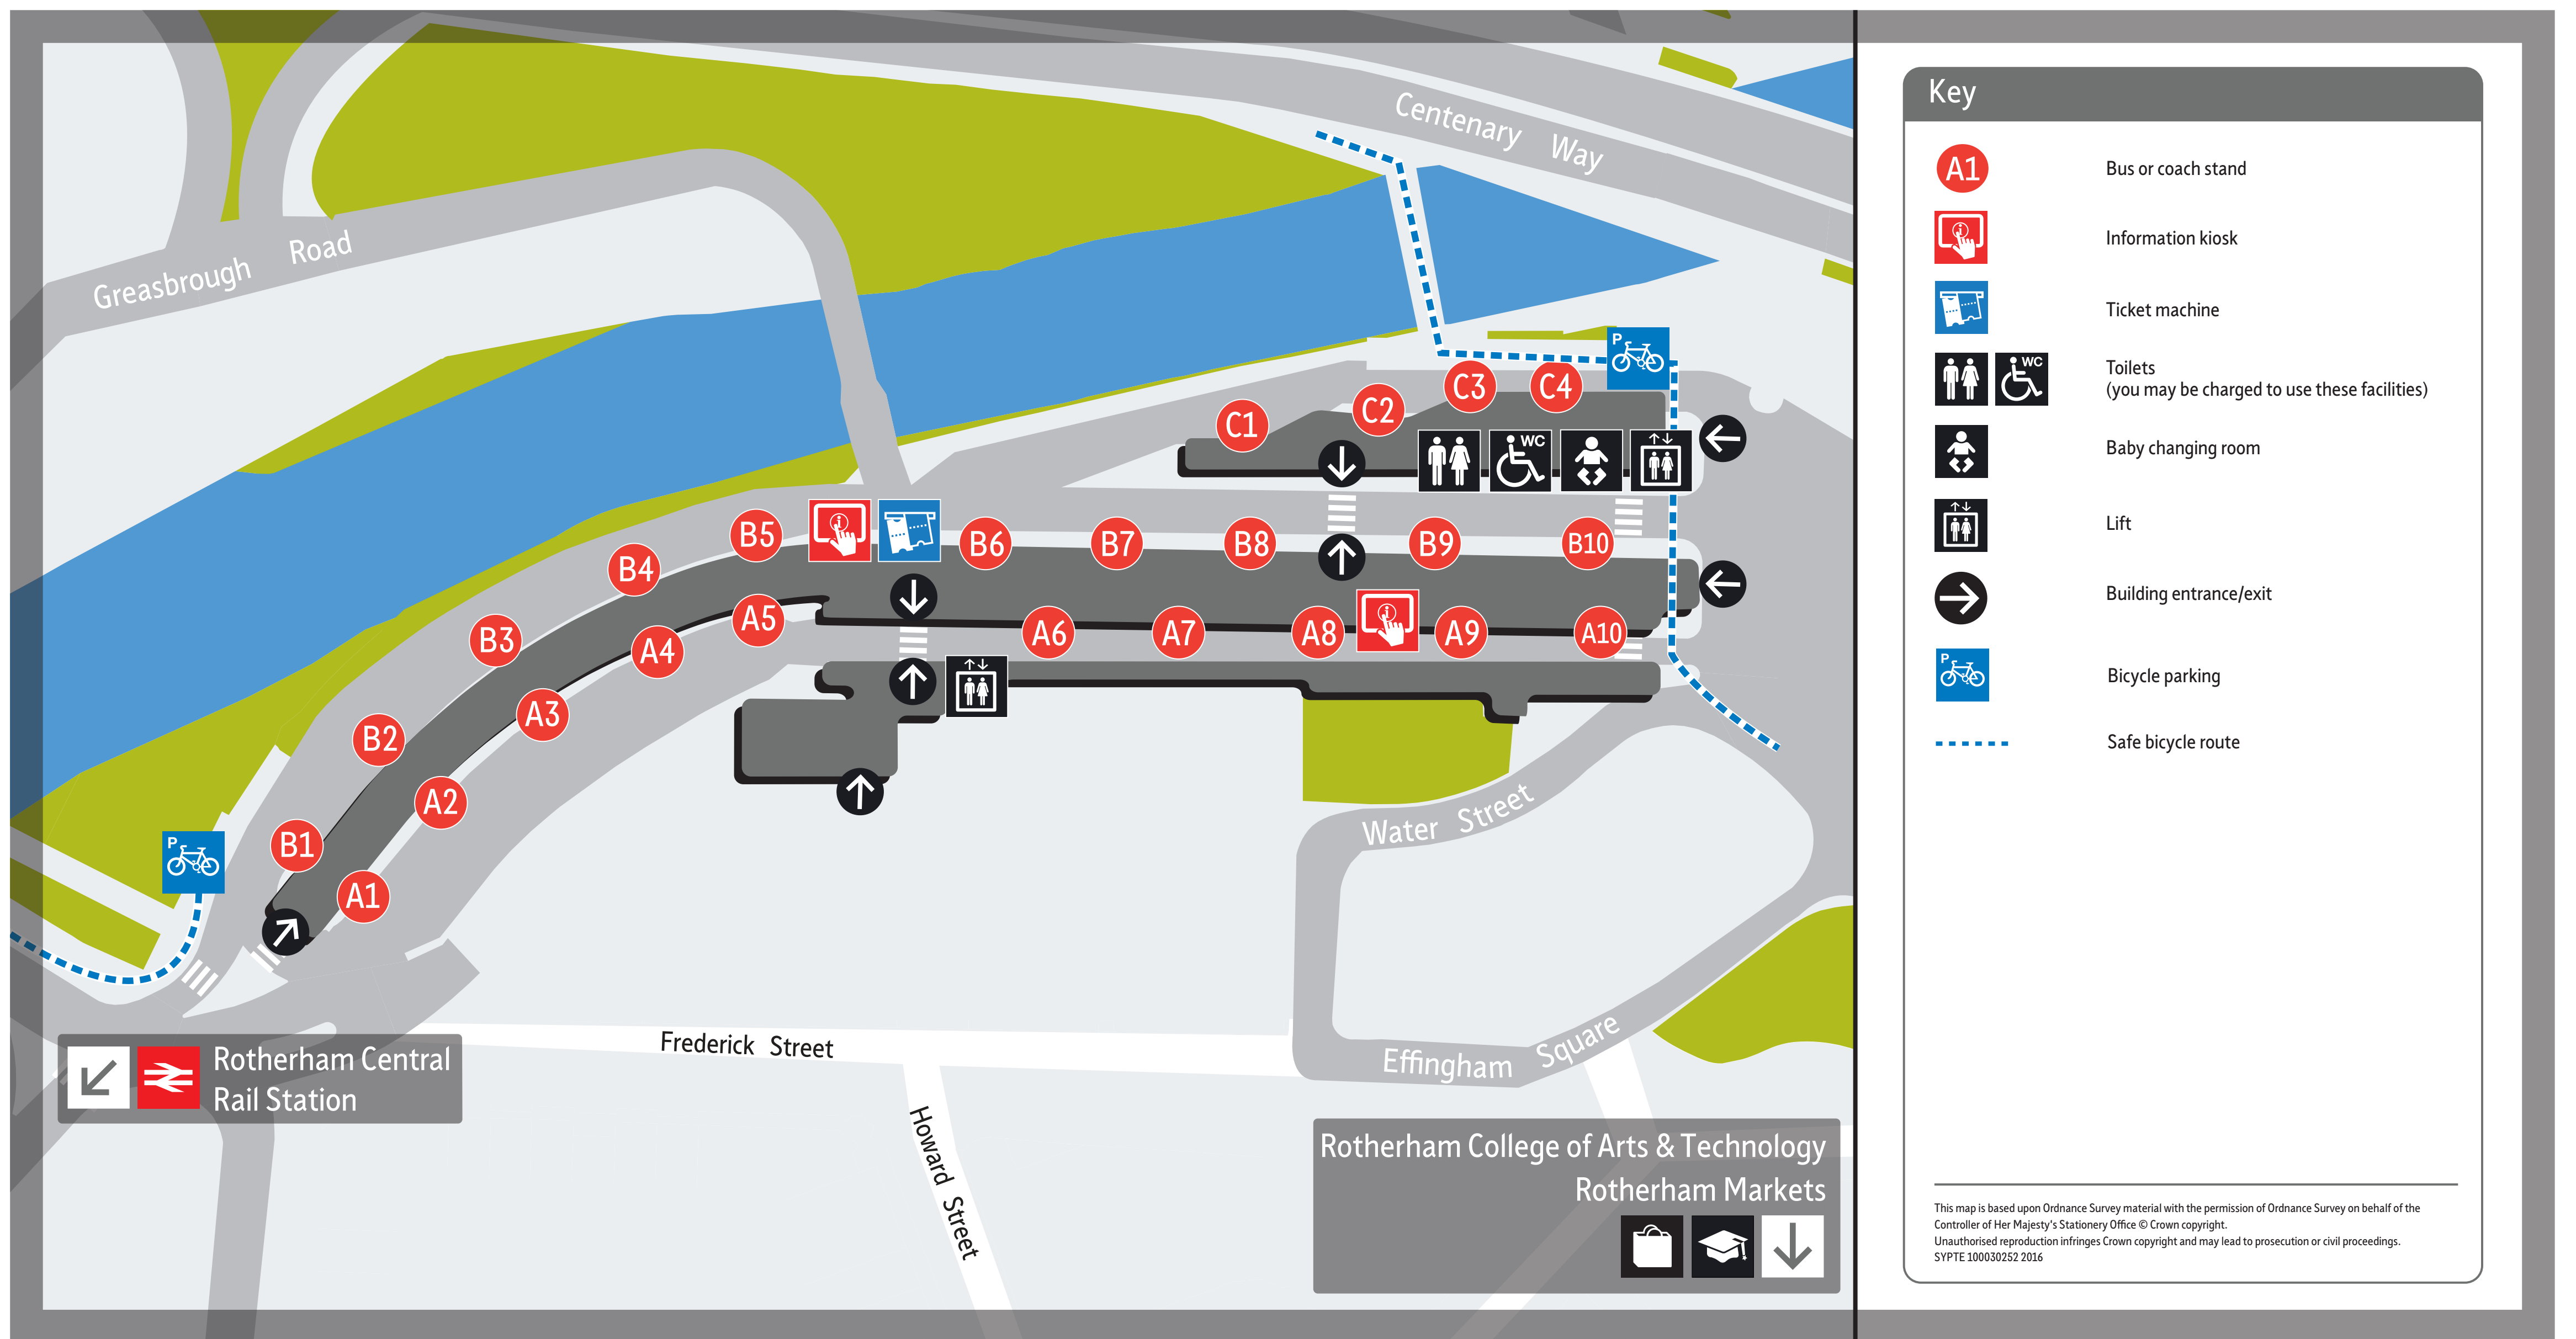 Centenary Way
Greasbrough Road
P
C1
C2
C3
C4
WC
B1
B2
B3
B4
B5
i
B6
B7
B8
B9
B10
A1
A2
A3
A4
A5
A6
A7
A8
i
A9
A10
P
Water Street
Effingham Square
Frederick Street
Howard Street
Rotherham Central
Rail Station
Rotherham College of Arts & Technology
Rotherham Markets
Key
A1 Bus or coach stand
i Information kiosk
Ticket machine
WC Toilets
(you may be charged to use these facilities)
Baby changing room
Lift
Building entrance/exit
P Bicycle parking
Safe bicycle route
This map is based upon Ordnance Survey material with the permission of Ordnance Survey on behalf of the
Controller of Her Majesty's Stationery Office © Crown copyright.
Unauthorised reproduction infringes Crown copyright and may lead to prosecution or civil proceedings.
SYPTE 100030252 2016